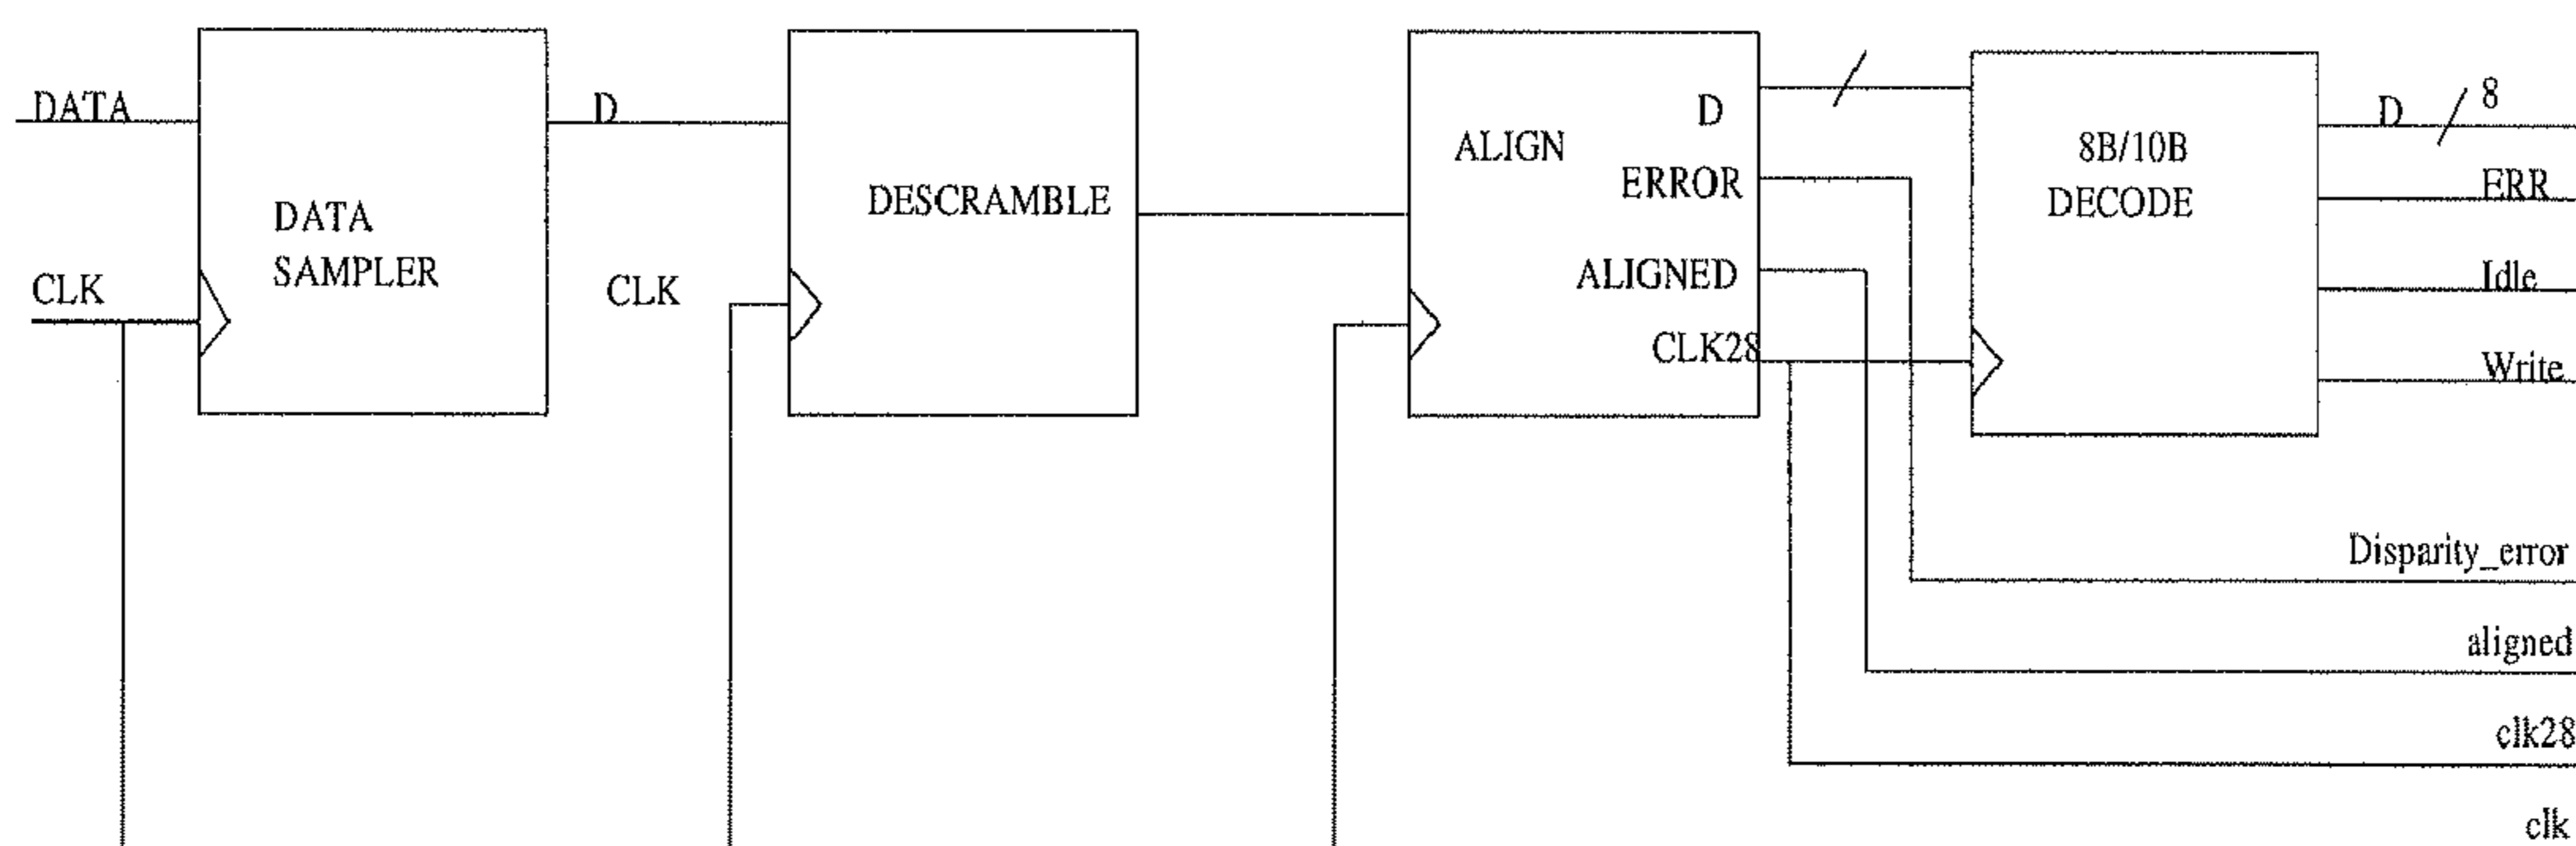 DATA
CLK
DATA
SAMPLER
D
CLK
DESCRAMBLE
ALIGN
D
ERROR
ALIGNED
CLK28
8B/10B
DECODE
D
8
ERR
Idle
Write
Disparity_error
aligned
clk28
clk